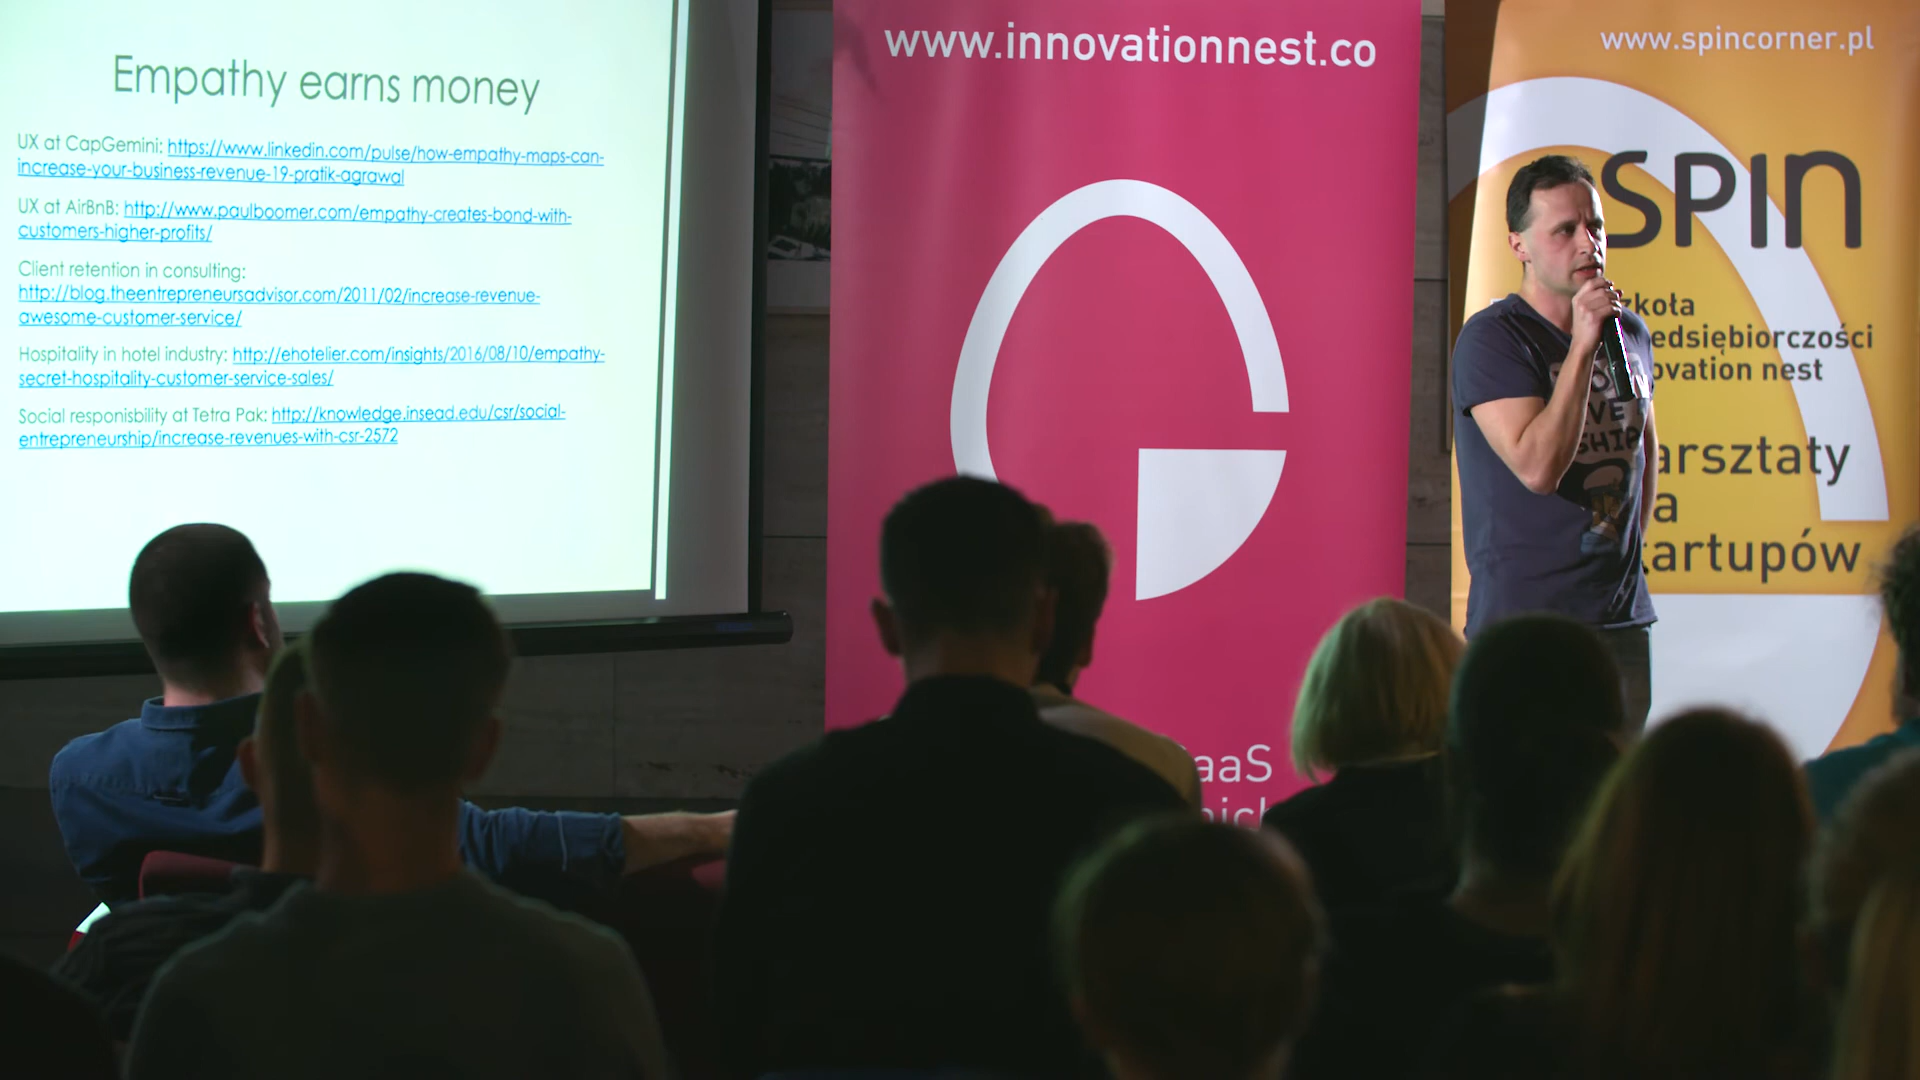 Empathy earns money
UX at CapGemini: https://www.linkedin.com/pulse/how-empathy-maps-can-
increase-your-business-revenue-19-pratik-agrawal
UX at AirBnB: http://www.paulboomer.com/empathy-creates-bond-with-
customers-higher-profits/
Client retention in consulting:
http://blog.theentrepreneursadvisor.com/2011/02/increase-revenue-
awesome-customer-service/
Hospitality in hotel industry: http://ehotelier.com/insights/2016/08/10/empathy-
secret-hospitality-customer-service-sales/
Social responisbility at Tetra Pak: http://knowledge.insead.edu/csr/social-
entrepreneurship/increase-revenues-with-csr-2572
www.innovationnest.co
aaS
nich
www.spincorner.pl
SPIN
zkoła
edsiębiorczości
ovation nest
arsztaty
a
tartupów
VE
SHIP